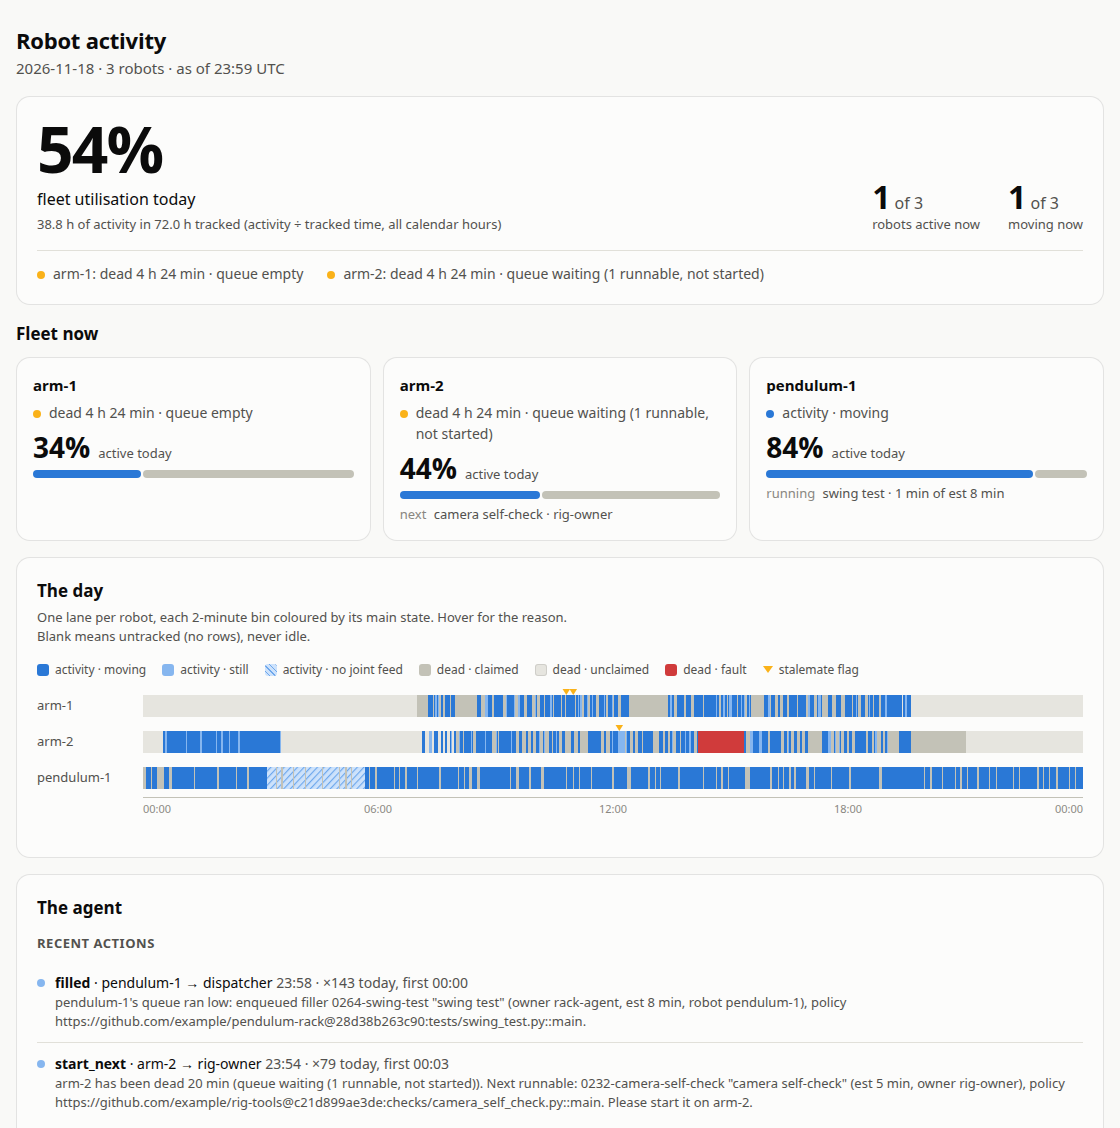 Robot activity
2026-11-18 · 3 robots · as of 23:59 UTC
54%
fleet utilisation today
38.8 h of activity in 72.0 h tracked (activity ÷ tracked time, all calendar hours)
1 of 3
robots active now
1 of 3
moving now
arm-1: dead 4 h 24 min · queue empty
arm-2: dead 4 h 24 min · queue waiting (1 runnable, not started)
Fleet now
arm-1
dead 4 h 24 min · queue empty
34% active today
arm-2
dead 4 h 24 min · queue waiting (1 runnable,
not started)
44% active today
next camera self-check · rig-owner
pendulum-1
activity · moving
84% active today
running swing test · 1 min of est 8 min
The day
One lane per robot, each 2-minute bin coloured by its main state. Hover for the reason.
Blank means untracked (no rows), never idle.
activity · moving
activity · still
activity · no joint feed
dead · claimed
dead · unclaimed
dead · fault
stalemate flag
arm-1
arm-2
pendulum-1
00:00 06:00 12:00 18:00 00:00
The agent
RECENT ACTIONS
filled · pendulum-1 → dispatcher 23:58 · ×143 today, first 00:00
pendulum-1's queue ran low: enqueued filler 0264-swing-test "swing test" (owner rack-agent, est 8 min, robot pendulum-1), policy
https://github.com/example/pendulum-rack@28d38b263c90:tests/swing_test.py::main.
start_next · arm-2 → rig-owner 23:54 · ×79 today, first 00:03
arm-2 has been dead 20 min (queue waiting (1 runnable, not started)). Next runnable: 0232-camera-self-check "camera self-check" (est 5 min, owner rig-owner), policy
https://github.com/example/rig-tools@c21d899ae3de:checks/camera_self_check.py::main. Please start it on arm-2.